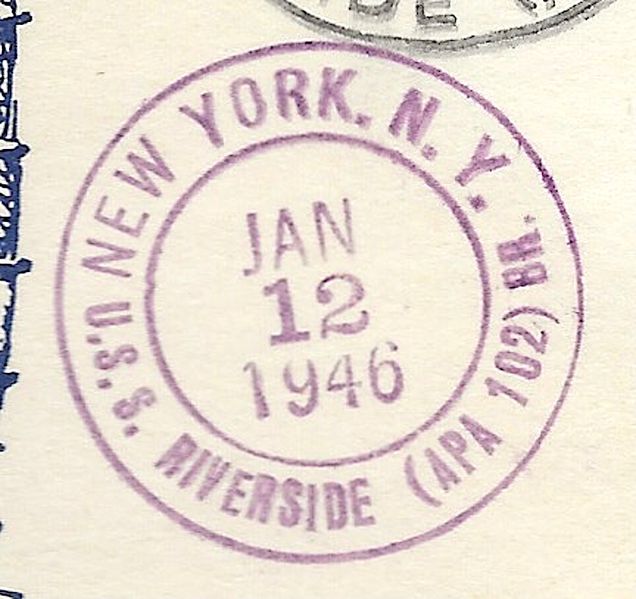 NEW YORK. N. Y.
JAN
12
1946
U.S.S. RIVERSIDE (APA 102) BR.